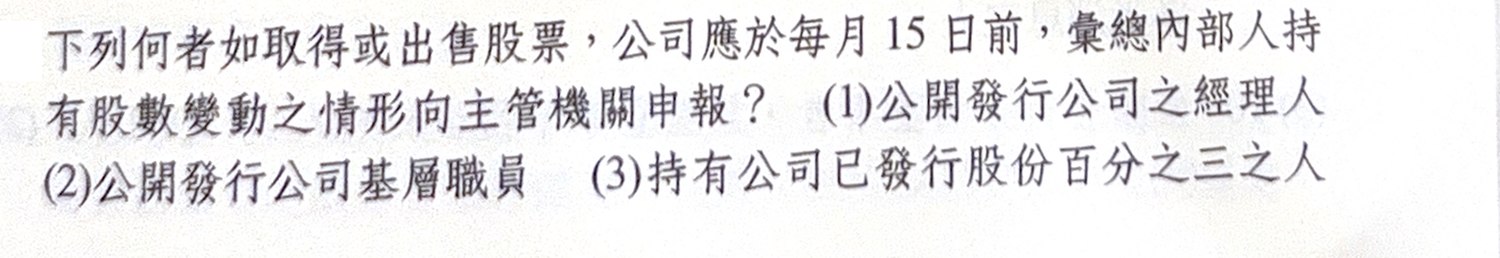 下列何者如取得或出售股票，公司應於每月 15 日前，彙總內部人持
有股數變動之情形向主管機關申報？ (1)公開發行公司之經理人
(2)公開發行公司基層職員 (3)持有公司已發行股份百分之三之人